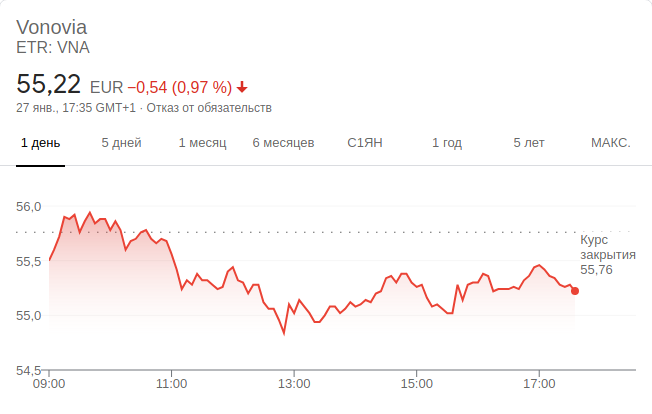 Vonovia
ETR: VNA
55,22 EUR −0,54 (0,97 %)
27 янв., 17:35 GMT+1 · Отказ от обязательств
1 день 5 дней 1 месяц 6 месяцев С1ЯН 1 год 5 лет МАКС.
56,0
Курс
закрытия
55,76
55,5
55,0
54,5
09:00 11:00 13:00 15:00 17:00